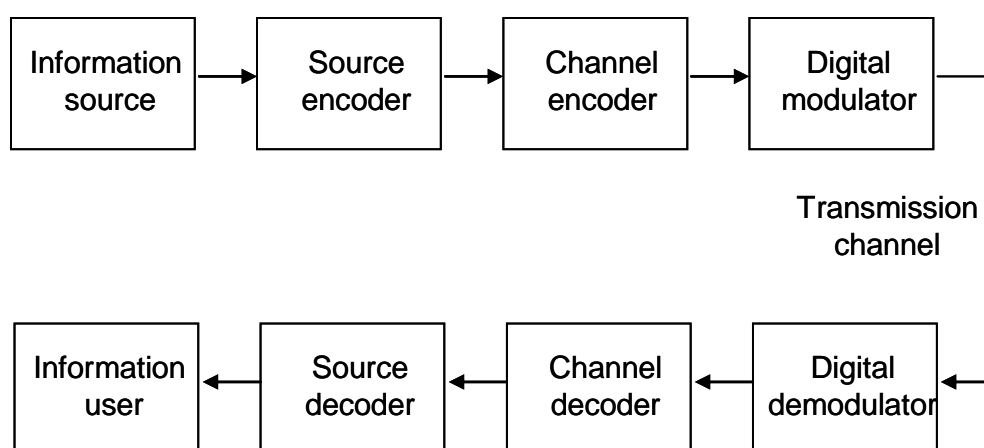 Information
source
Source
encoder
Channel
encoder
Digital
modulator
Transmission
channel
Information
user
Source
decoder
Channel
decoder
Digital
demodulator